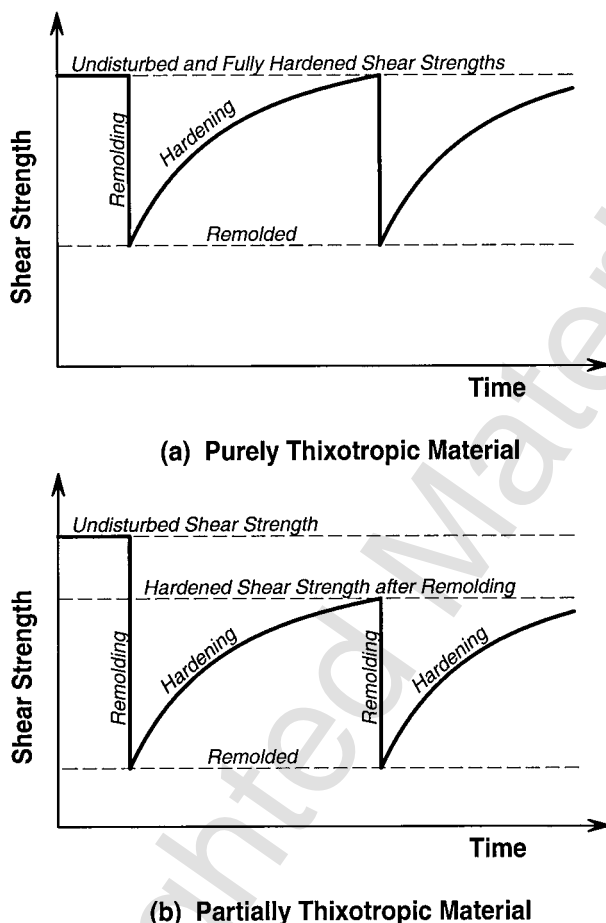 Undisturbed and Fully Hardened Shear Strengths
Shear Strength
Remolding
Hardening
Remolded
Time
(a) Purely Thixotropic Material
Undisturbed Shear Strength
Hardened Shear Strength after Remolding
Shear Strength
Remolding
Hardening
Remolding
Hardening
Remolded
Time
(b) Partially Thixotropic Material